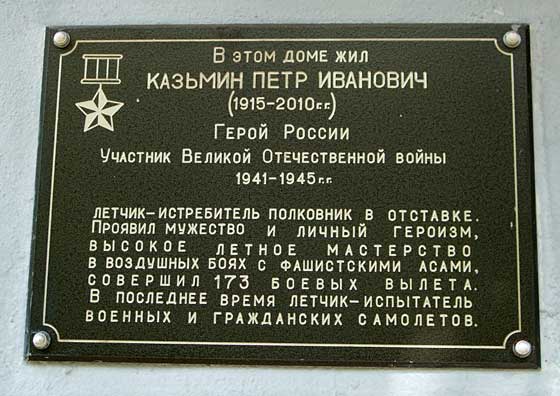 В этом доме жил
Казьмин Петр Иванович
(1915-2010г.г.)
Герой России
Участник Великой Отечественной войны
1941-1945г.г.
Летчик-истребитель полковник в отставке.
Проявил мужество и личный героизм,
высокое летное мастерство
в воздушных боях с фашистскими асами,
совершил 173 боевых вылета.
В последнее время летчик-испытатель
военных и гражданских самолетов.